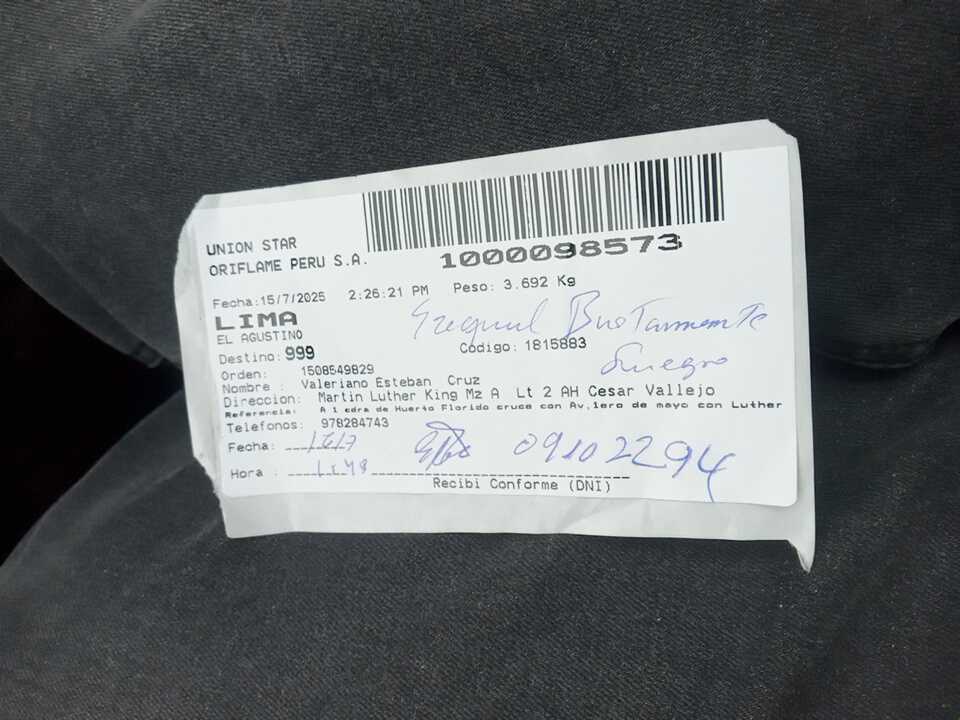 UNION STAR
ORIFLAME PERU S.A.
1000098573
Fecha:15/7/2025 2:26:21 PM Peso: 3.692 Kg
LIMA
EL AGUSTINO
Ezequiel Bustamante
Destino: 999
Código: 1815883
Suegro
Orden: 1508549829
Nombre : Valeriano Esteban Cruz
Direccion: Martin Luther King Mz A Lt 2 AH Cesar Vallejo
Referencia: A 1 cdra de Huerto Florido cruce con Av.1ero de mayo con Luther
Telefonos: 978284743
Fecha:
09102294
Hora :
Recibi Conforme (DNI)